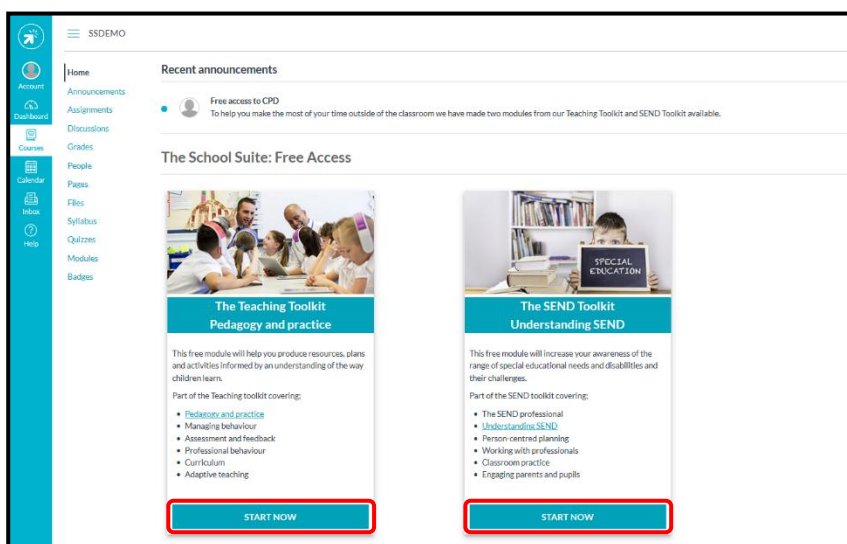 SSDEMO
Account
Dashboard
Courses
Calendar
Inbox
Help
Home
Announcements
Assignments
Discussions
Grades
People
Pages
Files
Syllabus
Quizzes
Modules
Badges
Recent announcements
Free access to CPD
To help you make the most of your time outside of the classroom we have made two modules from our Teaching Toolkit and SEND Toolkit available.
The School Suite: Free Access
The Teaching Toolkit
Pedagogy and practice
This free module will help you produce resources, plans
and activities informed by an understanding of the way
children learn.
Part of the Teaching toolkit covering;
• Pedagogy and practice
• Managing behaviour
• Assessment and feedback
• Professional behaviour
• Curriculum
• Adaptive teaching
START NOW
SPECIAL
EDUCATION
The SEND Toolkit
Understanding SEND
This free module will increase your awareness of the
range of special educational needs and disabilities and
their challenges.
Part of the SEND toolkit covering;
• The SEND professional
• Understanding SEND
• Person-centred planning
• Working with professionals
• Classroom practice
• Engaging parents and pupils
START NOW